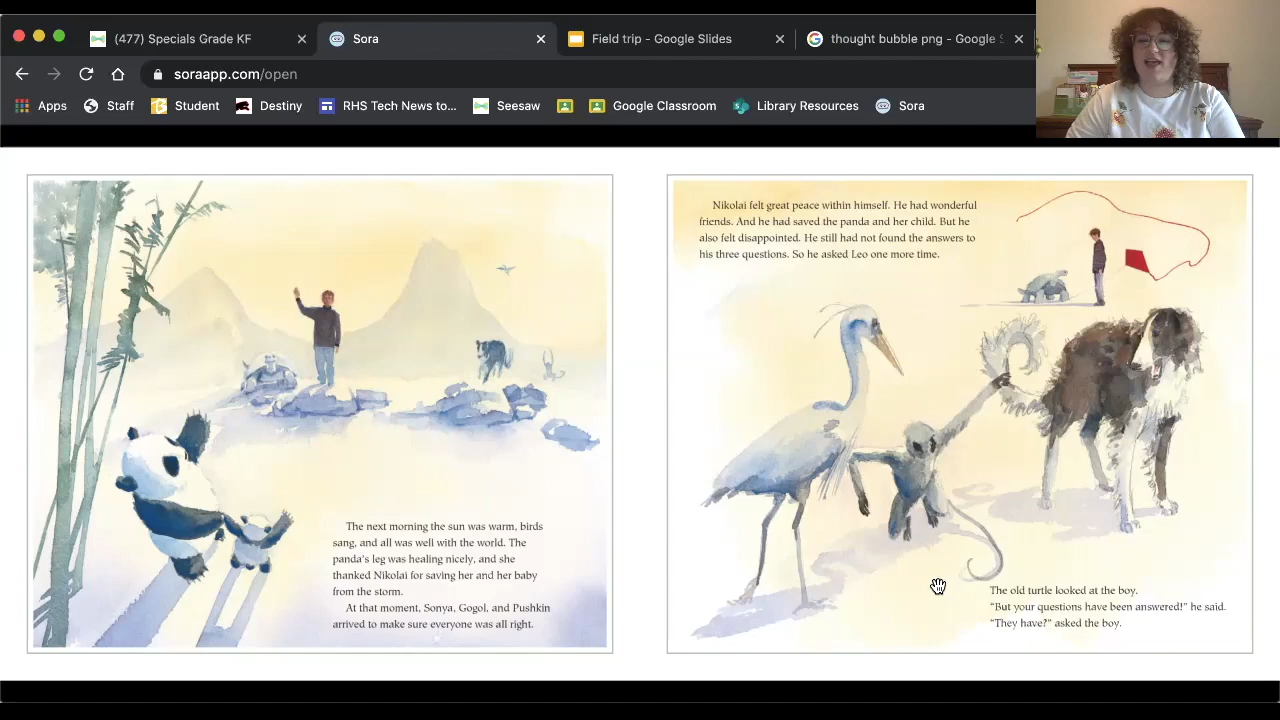 (477) Specials Grade KF
Sora
Field trip - Google Slides
thought bubble png - Google S
soraapp.com/open
Apps
Staff
Student
Destiny
RHS Tech News to...
Seesaw
Google Classroom
Library Resources
Sora
The next morning the sun was warm, birds
sang, and all was well with the world. The
panda's leg was healing nicely, and she
thanked Nikolai for saving her and her baby
from the storm.
At that moment, Sonya, Gogol, and Pushkin
arrived to make sure everyone was all right.
Nikolai felt great peace within himself. He had wonderful
friends. And he had saved the panda and her child. But he
also felt disappointed. He still had not found the answers to
his three questions. So he asked Leo one more time.
The old turtle looked at the boy.
"But your questions have been answered!" he said.
"They have?" asked the boy.